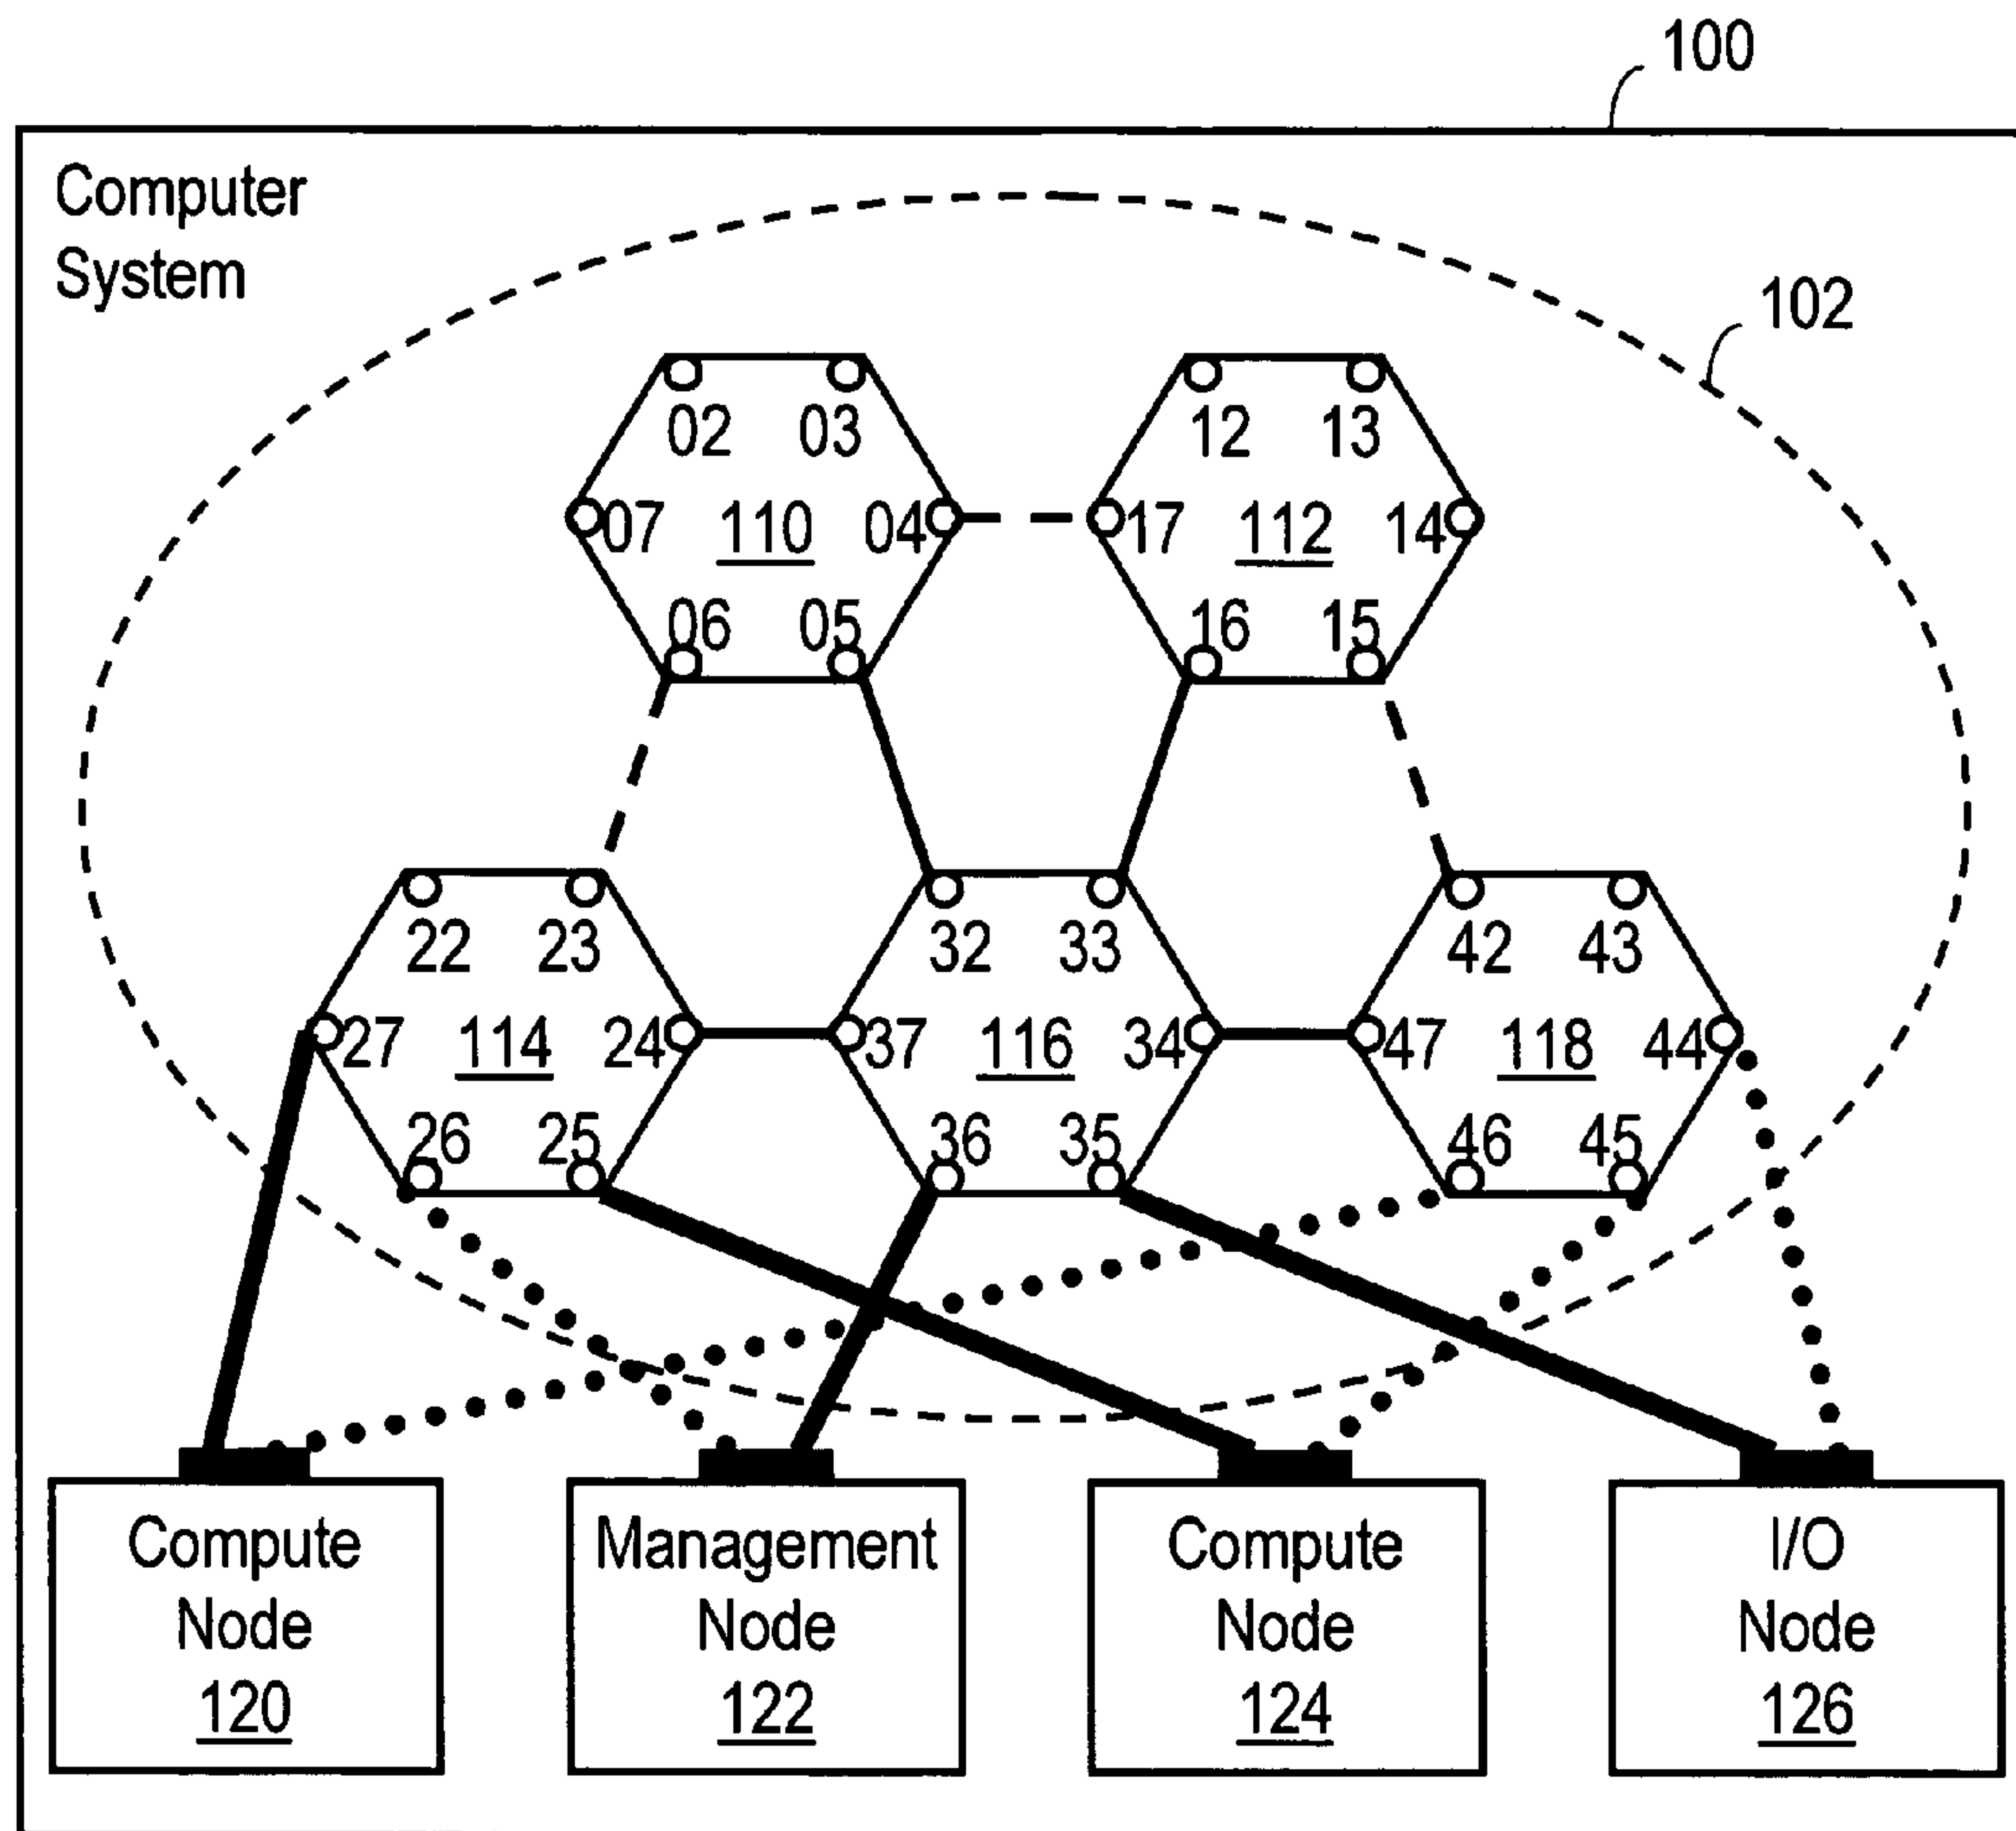 100
Computer
System
102
02 03
12 13
07 110 04
17 112 14
06 05
16 15
22 23
32 33
42 43
27 114 24
37 116 34
47 118 44
26 25
36 35
46 45
Compute
Node
120
Management
Node
122
Compute
Node
124
I/O
Node
126